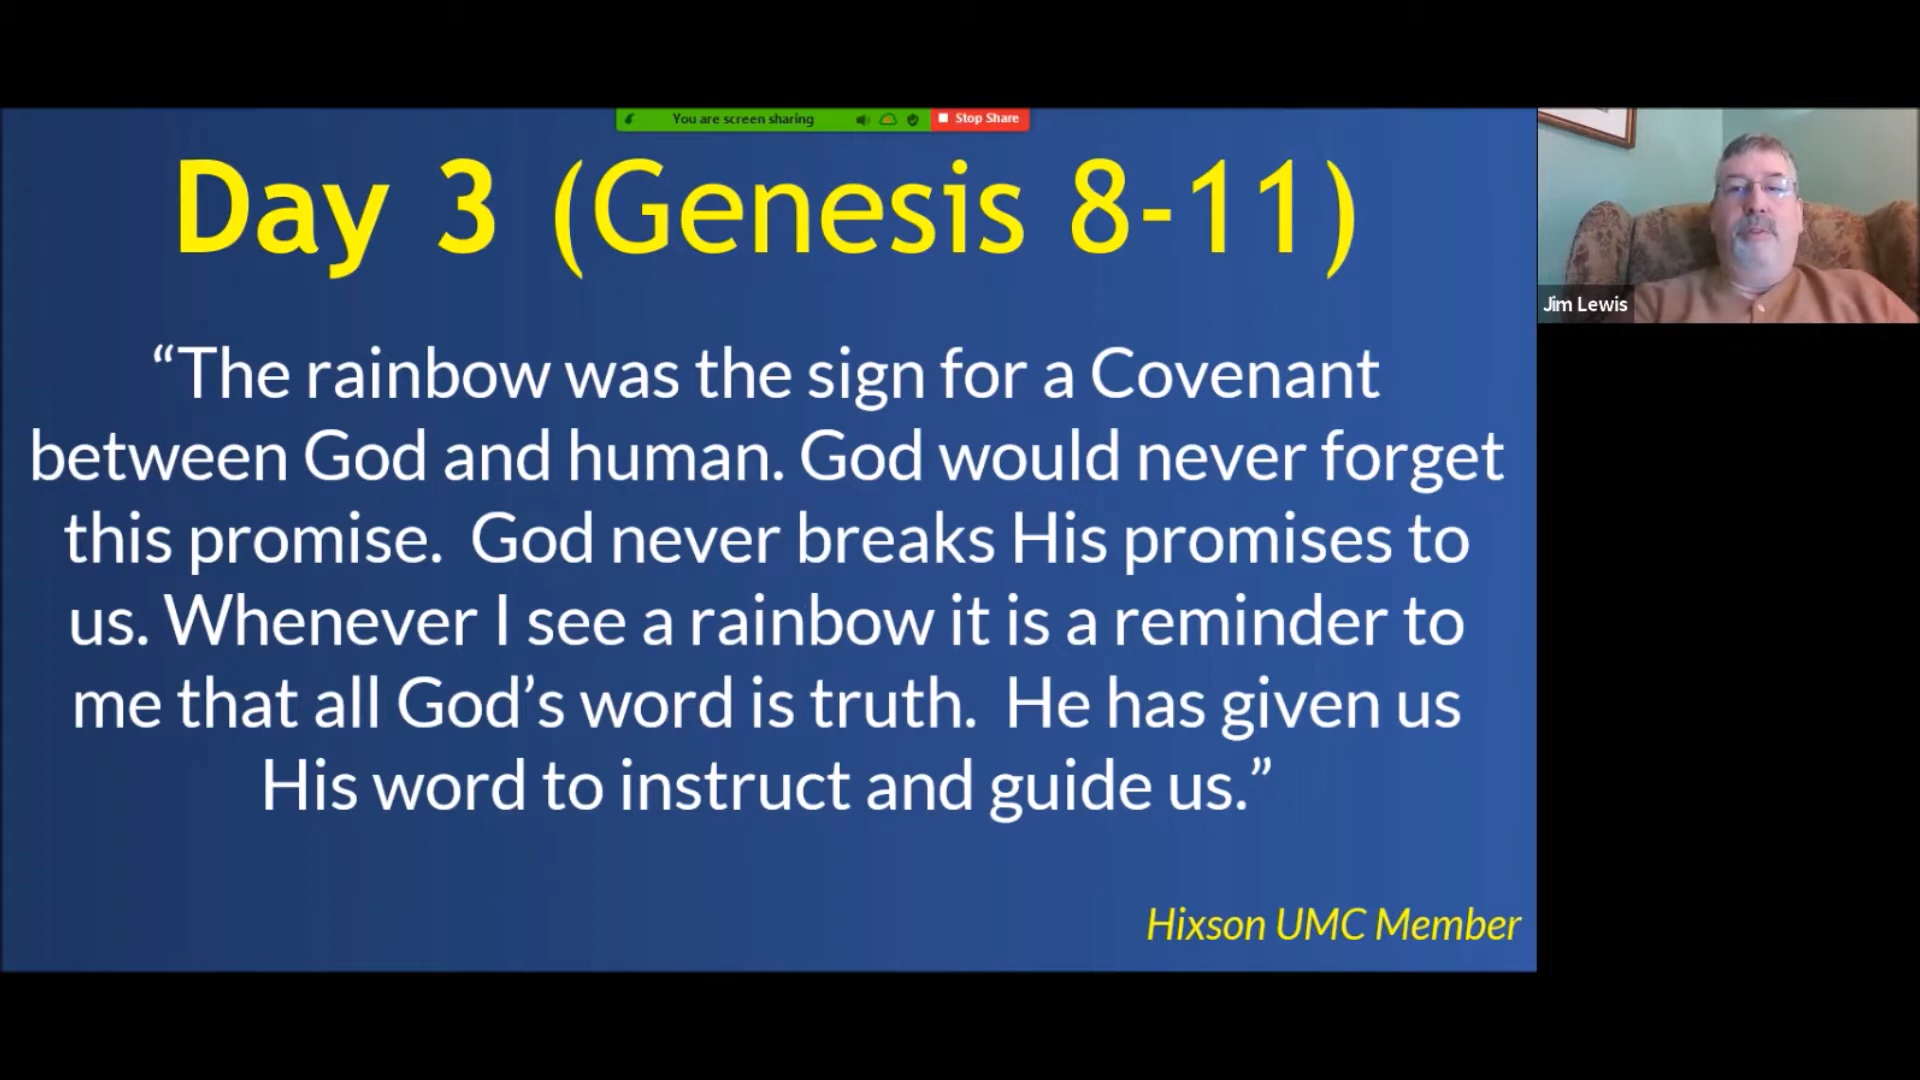 You are screen sharing
Stop Share
Day 3 (Genesis 8-11)
“The rainbow was the sign for a Covenant
between God and human. God would never forget
this promise.  God never breaks His promises to
us. Whenever I see a rainbow it is a reminder to
me that all God’s word is truth.  He has given us
His word to instruct and guide us.”
Hixson UMC Member
Jim Lewis